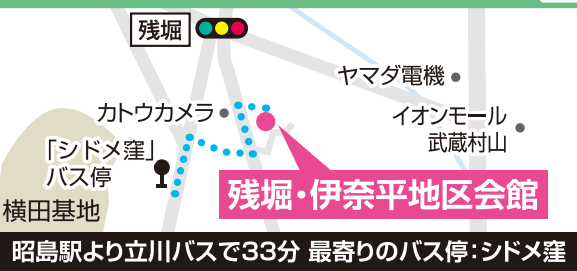 残堀
ヤマダ電機
カトウカメラ
イオンモール
武蔵村山
「シドメ窪」
バス停
残堀・伊奈平地区会館
横田基地
昭島駅より立川バスで33分 最寄りのバス停：シドメ窪